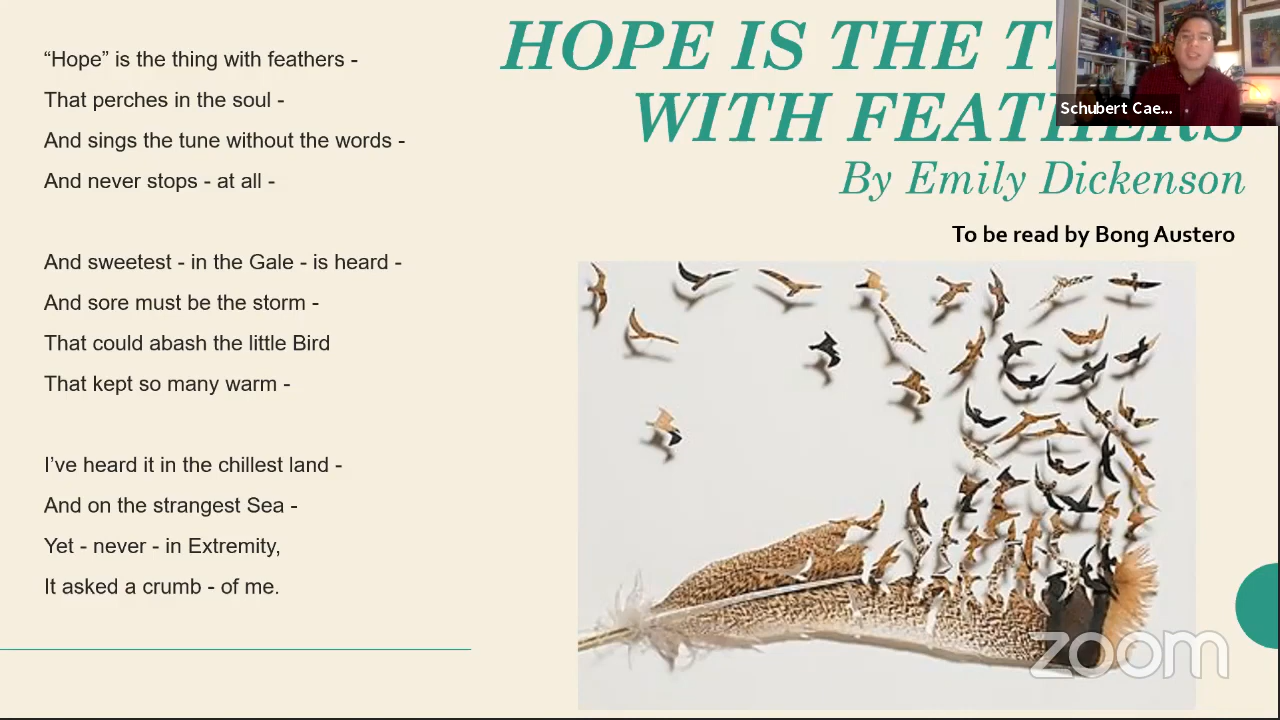 “Hope” is the thing with feathers -
That perches in the soul -
And sings the tune without the words -
And never stops - at all -
And sweetest - in the Gale - is heard -
And sore must be the storm -
That could abash the little Bird
That kept so many warm -
I’ve heard it in the chillest land -
And on the strangest Sea -
Yet - never - in Extremity,
It asked a crumb - of me.
HOPE IS THE
WITH FEATHERS
By Emily Dickenson
To be read by Bong Austero
Schubert Cae...
zoom